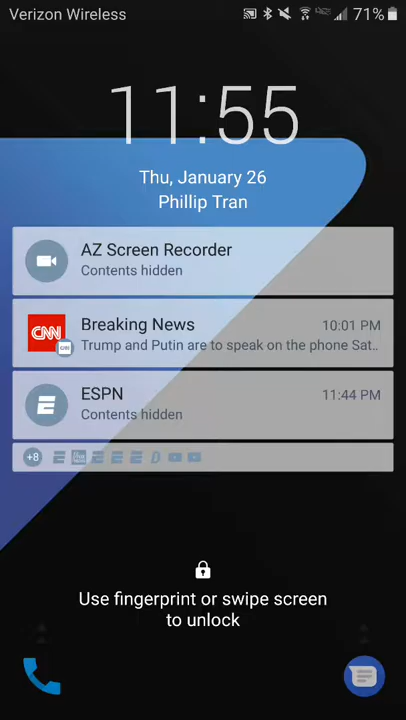 Verizon Wireless
71%
11:55
Thu, January 26
Phillip Tran
AZ Screen Recorder
Contents hidden
CNN
Breaking News
10:01 PM
Trump and Putin are to speak on the phone Sat..
ESPN
11:44 PM
Contents hidden
+8
Use fingerprint or swipe screen
to unlock